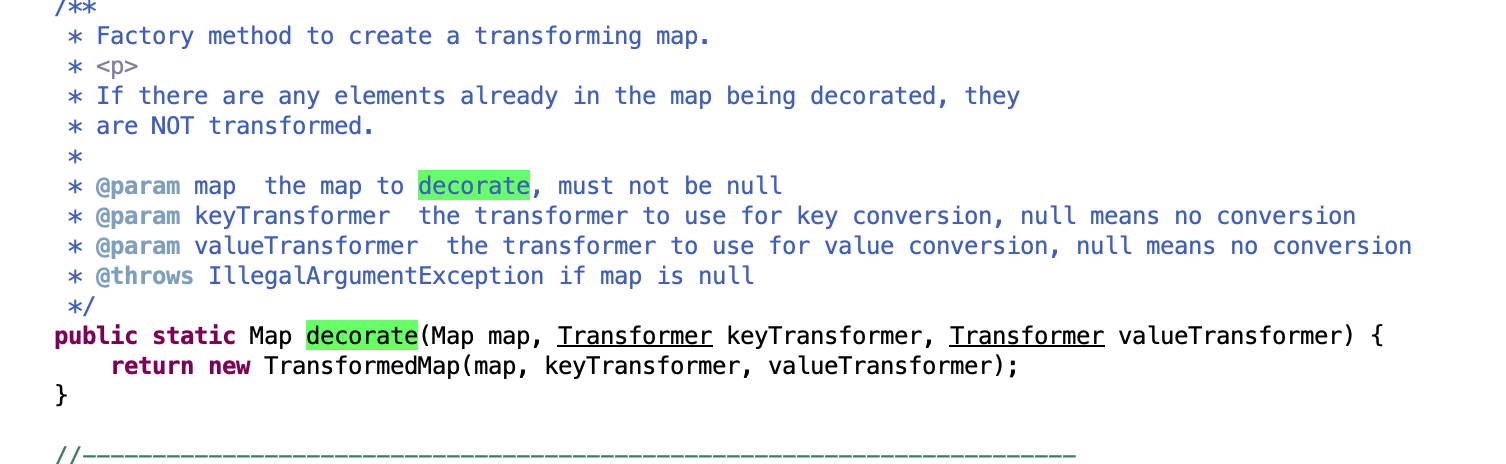 /**
 * Factory method to create a transforming map.
 * <p>
 * If there are any elements already in the map being decorated, they
 * are NOT transformed.
 *
 * @param map  the map to decorate, must not be null
 * @param keyTransformer  the transformer to use for key conversion, null means no conversion
 * @param valueTransformer  the transformer to use for value conversion, null means no conversion
 * @throws IllegalArgumentException if map is null
 */
public static Map decorate(Map map, Transformer keyTransformer, Transformer valueTransformer) {
    return new TransformedMap(map, keyTransformer, valueTransformer);
}
//-----------------------------------------------------------------------